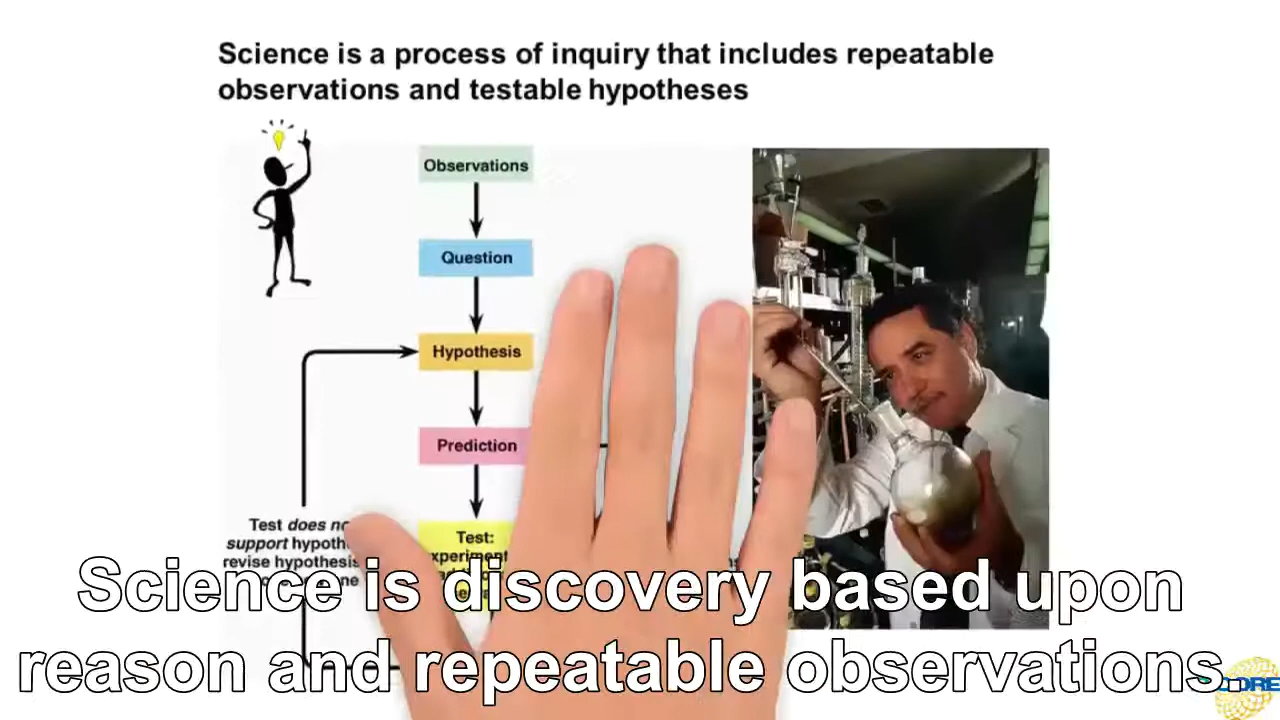 Science is a process of inquiry that includes repeatable
observations and testable hypotheses
Observations
Question
Hypothesis
Prediction
Test does
support
revise hypothesis
Test:
Science is discovery based upon
reason and repeatable observations.